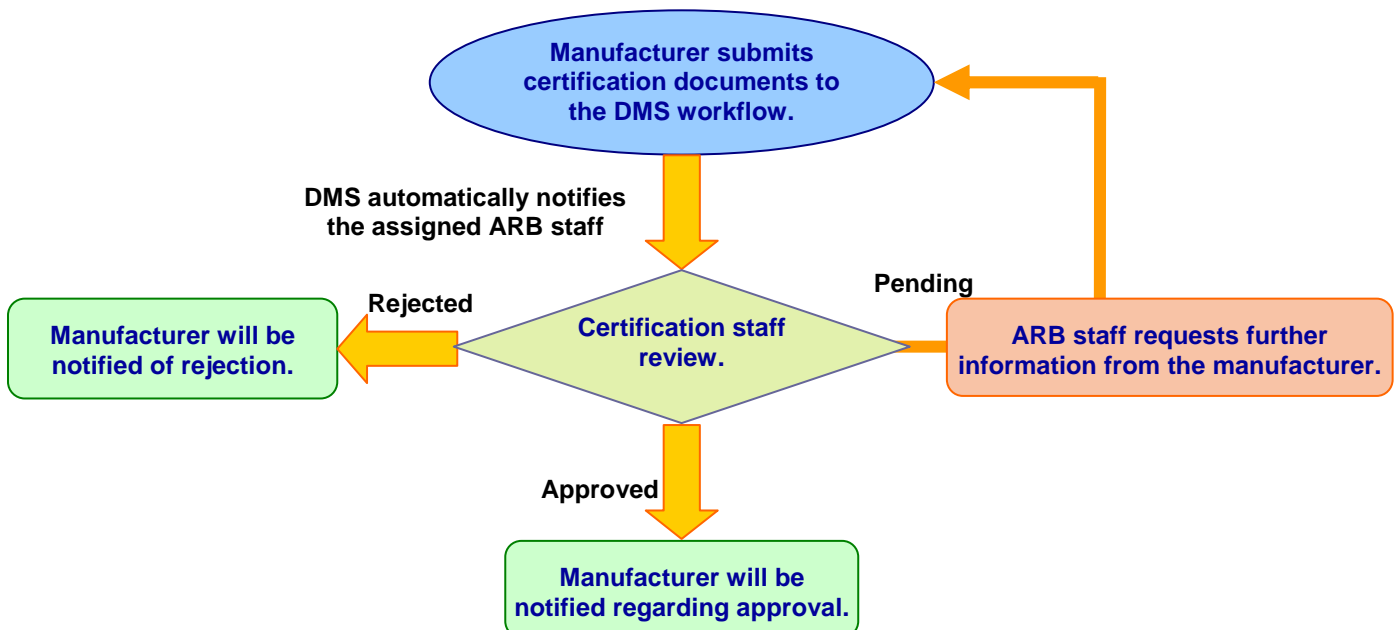 Manufacturer submits
certification documents to
the DMS workflow.
DMS automatically notifies
the assigned ARB staff
Rejected
Pending
Manufacturer will be
notified of rejection.
Certification staff
review.
ARB staff requests further
information from the manufacturer.
Approved
Manufacturer will be
notified regarding approval.